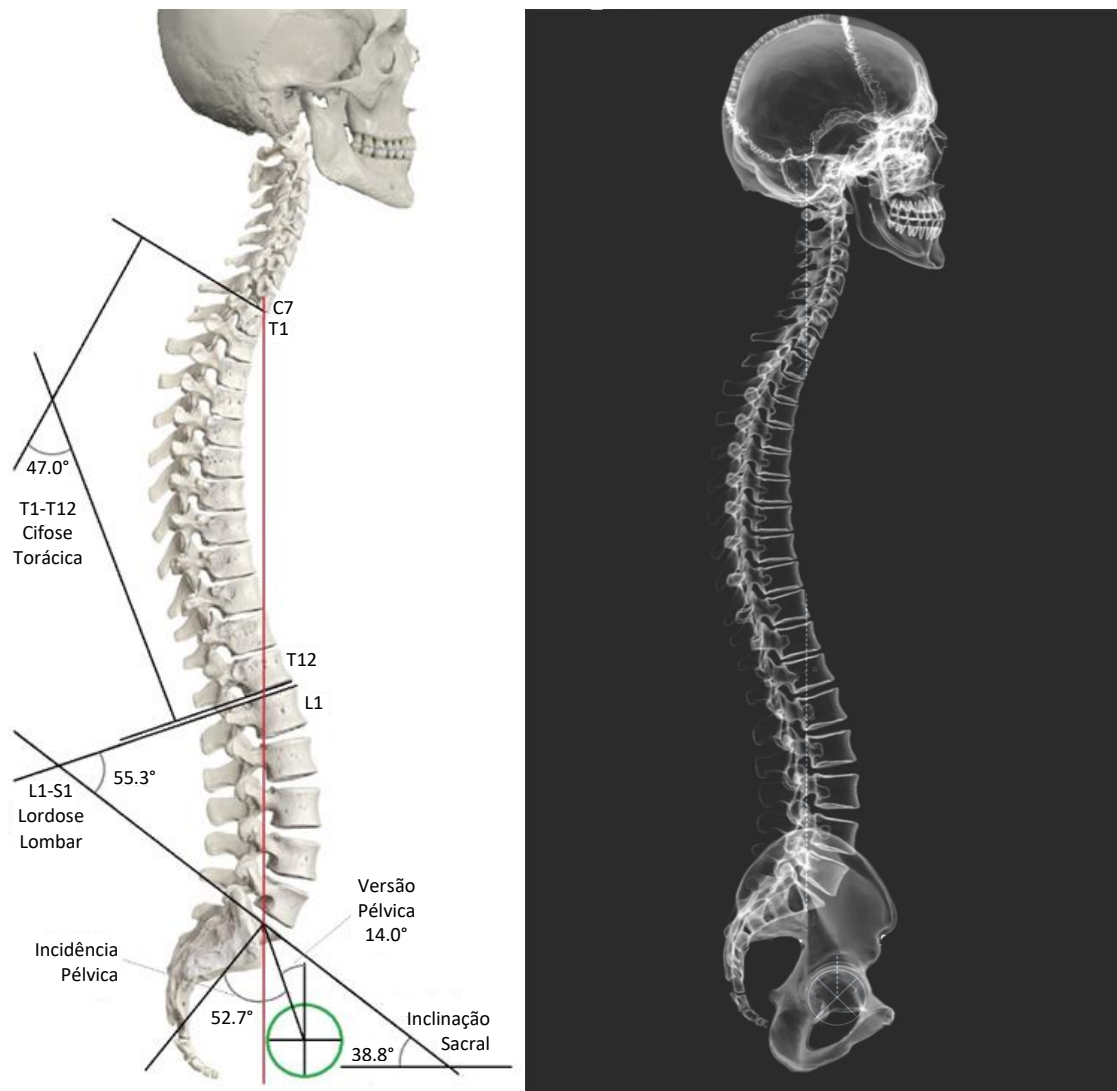 C7
T1
47.0°
T1-T12
Cifose
Torácica
T12
L1
55.3°
L1-S1
Lordose
Lombar
Versão
Pélvica
14.0°
Incidência
Pélvica
52.7°
Inclinação
Sacral
38.8°